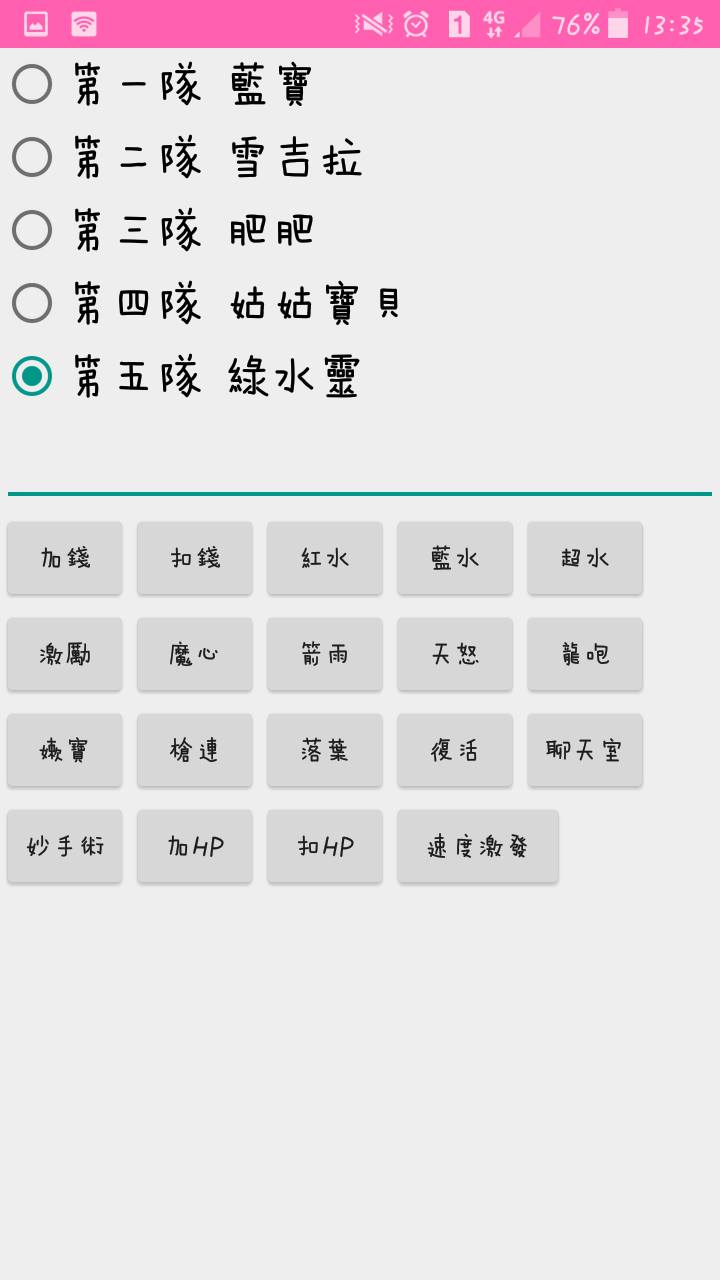 1 4G 76% 13:35
第一隊 藍寶
第二隊 雪吉拉
第三隊 肥肥
第四隊 姑姑寶貝
第五隊 綠水靈
加錢 扣錢 紅水 藍水 超水
激勵 魔心 箭雨 天怒 龍咆
嫩寶 槍連 落葉 復活 聊天室
妙手術 加HP 扣HP 速度激發